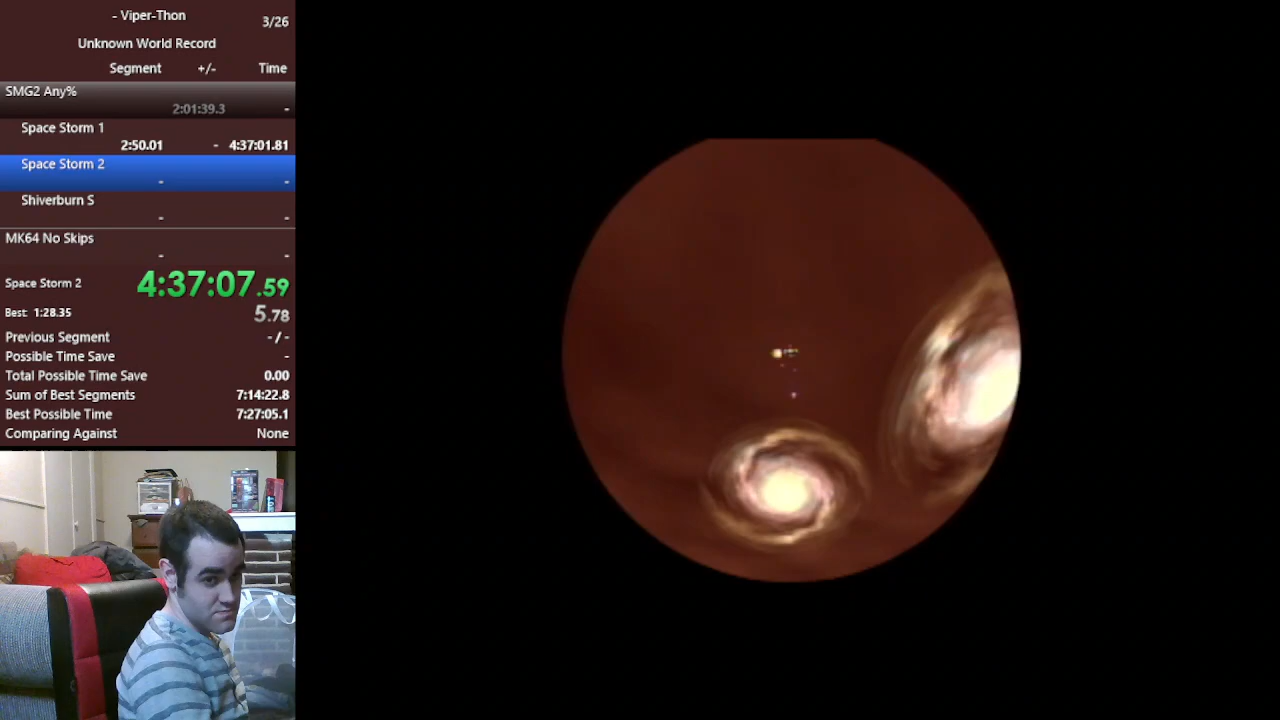 - Viper-Thon
3/26
Unknown World Record
Segment +/- Time
SMG2 Any%
2:01:39.3 -
Space Storm 1
2:50.01 - 4:37:01.81
Space Storm 2
- -
Shiverburn S
- -
MK64 No Skips
- -
Space Storm 2 4:37:07.59
Best: 1:28.35 5.78
Previous Segment - / -
Possible Time Save -
Total Possible Time Save 0.00
Sum of Best Segments 7:14:22.8
Best Possible Time 7:27:05.1
Comparing Against None